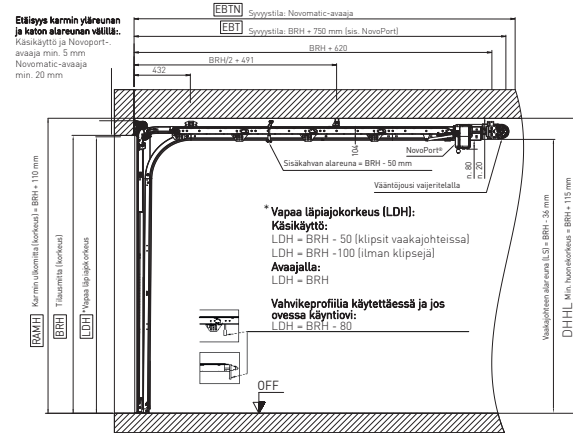 EBTN Syvyystila: Novomatic-avaaja
Etäisyys karmin yläreunan
ja katon alareunan välillä:.
Käsikäyttö ja Novoport-.
avaaja min. 5 mm
Novomatic-avaaja
min. 20 mm
EBT Syvyystila: BRH + 750 mm (sis. NovoPort)
BRH + 620
BRH/2 + 491
432
104
NovoPort®
Sisäkahvan alareuna = BRH - 50 mm
n. 80
n. 20
Vääntöjousi vaijeritelalla
* Vapaa läpiajokorkeus (LDH):
Käsikäyttö:
LDH = BRH - 50 (klipsit vaakajohteissa)
LDH = BRH -100 (ilman klipsejä)
Avaajalla:
LDH = BRH
Vahvikeprofiilia käytettäessä ja jos
ovessa käyntiovi:
LDH = BRH - 80
OFF
RAMH Karmin ulkomitta (korkeus) = BRH + 110 mm
BRH Tilausmitta (korkeus)
LDH *Vapaa läpiajokorkeus
Vaakajohteen alareuna (LS) = BRH - 36 mm
DHHL Min. huonekorkeus = BRH + 115 mm